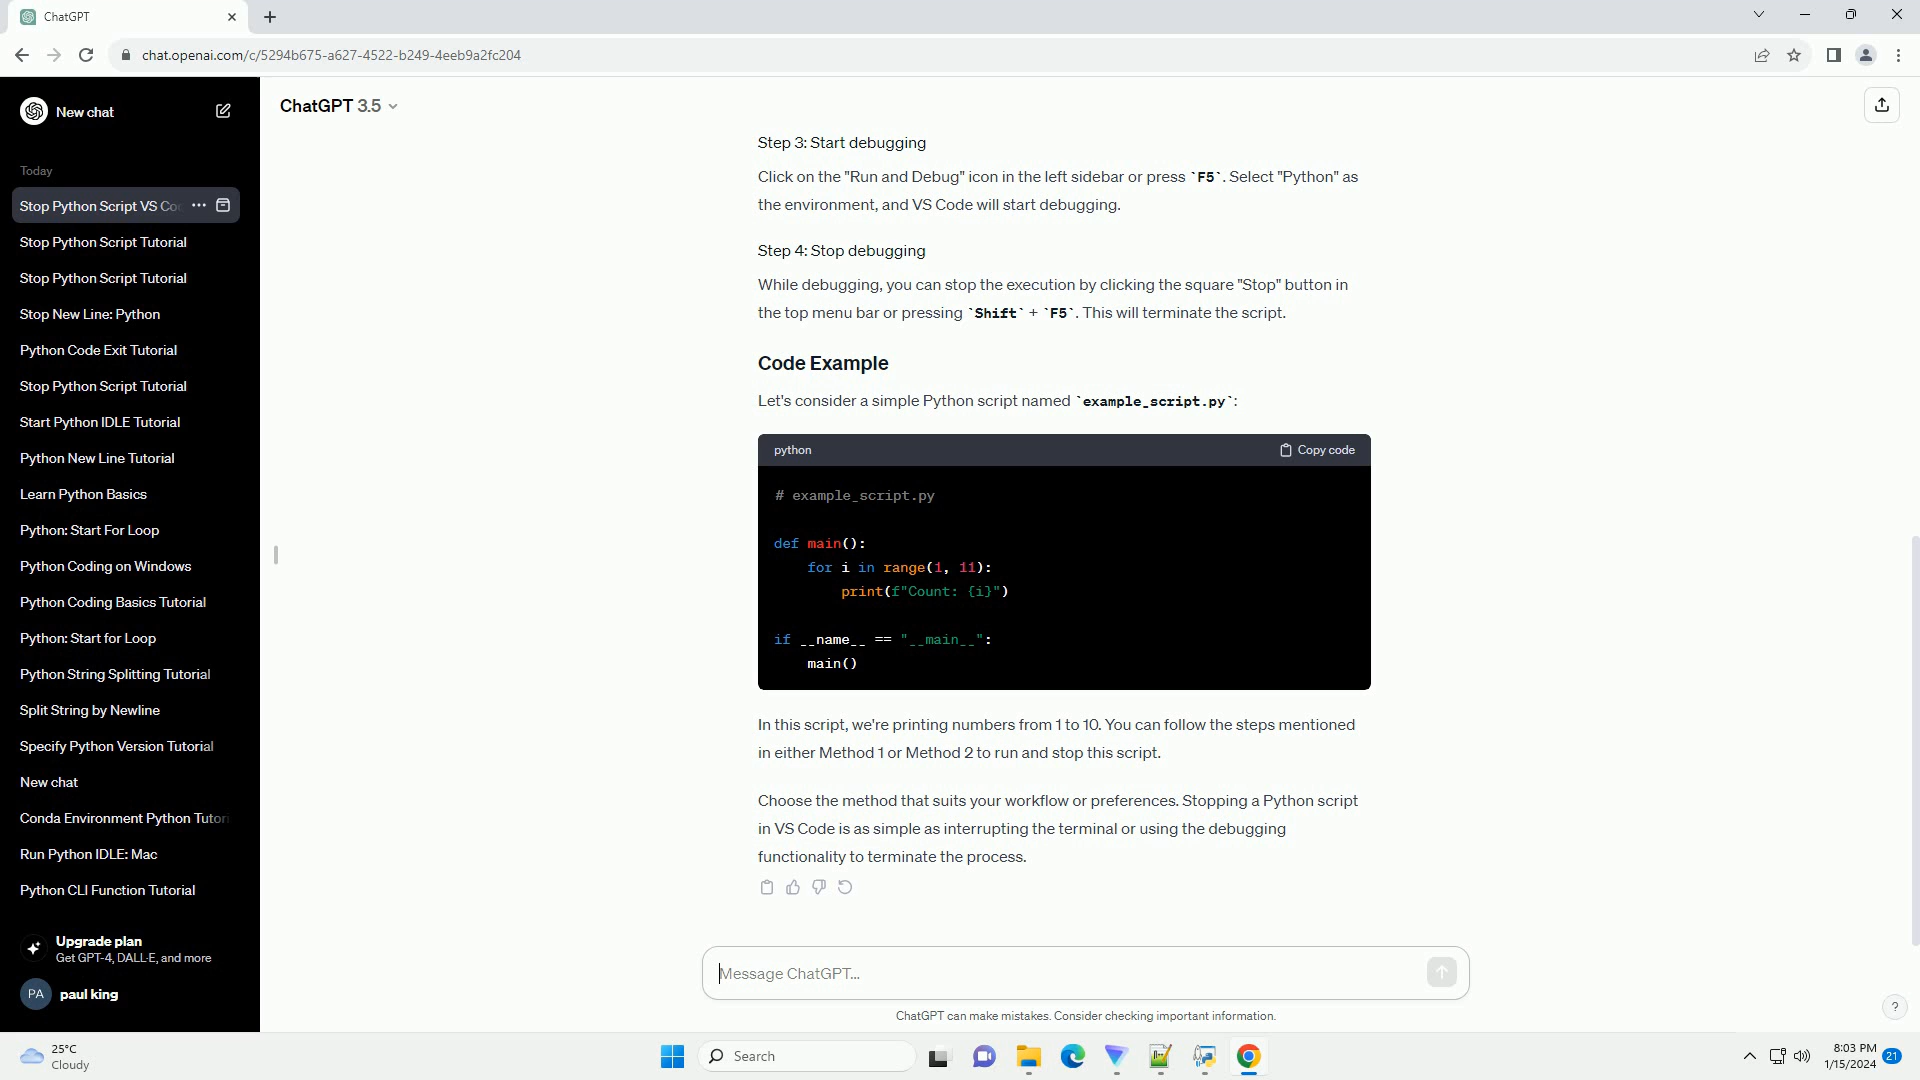 ChatGPT
chat.openai.com/c/5294b675-a627-4522-b249-4eeb9a2fc204
New chat
Today
Stop Python Script VS Co
Stop Python Script Tutorial
Stop Python Script Tutorial
Stop New Line: Python
Python Code Exit Tutorial
Stop Python Script Tutorial
Start Python IDLE Tutorial
Python New Line Tutorial
Learn Python Basics
Python: Start For Loop
Python Coding on Windows
Python Coding Basics Tutorial
Python: Start for Loop
Python String Splitting Tutorial
Split String by Newline
Specify Python Version Tutorial
New chat
Conda Environment Python Tutori
Run Python IDLE: Mac
Python CLI Function Tutorial
Upgrade plan
Get GPT-4, DALL·E, and more
PA paul king
ChatGPT 3.5
Step 3: Start debugging
Click on the "Run and Debug" icon in the left sidebar or press `F5`. Select "Python" as
the environment, and VS Code will start debugging.
Step 4: Stop debugging
While debugging, you can stop the execution by clicking the square "Stop" button in
the top menu bar or pressing `Shift` + `F5`. This will terminate the script.
Code Example
Let's consider a simple Python script named `example_script.py`:
python Copy code
# example_script.py
def main():
    for i in range(1, 11):
        print(f"Count: {i}")
if __name__ == "__main__":
    main()
In this script, we're printing numbers from 1 to 10. You can follow the steps mentioned
in either Method 1 or Method 2 to run and stop this script.
Choose the method that suits your workflow or preferences. Stopping a Python script
in VS Code is as simple as interrupting the terminal or using the debugging
functionality to terminate the process.
Message ChatGPT...
ChatGPT can make mistakes. Consider checking important information.
?
25°C
Cloudy
Search
8:03 PM
1/15/2024
21